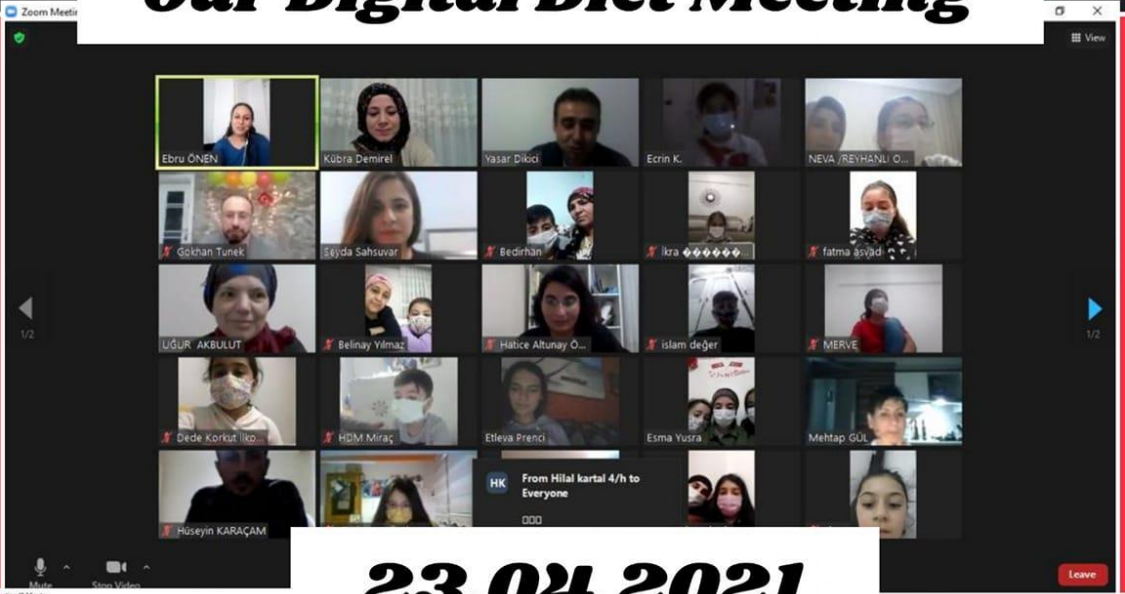 Our Digital Diet Meeting
Zoom Meetin
View
Ebru ÖNEN
Kübra Demirel
Yasar Dikici
Ecrin K.
NEVA /REYHANLI O...
Gökhan Tunek
Şeyda Sahsuvar
Bedirhan
İkra ������...
fatma asvad
1/2
UĞUR AKBULUT
Belinay Yılmaz
Hatice Altunay Ö...
islam değer
MERVE
1/2
Dede Korkut İlko...
HDM Miraç
Etleva Prenci
Esma Yusra
Mehtap GÜL
Hüseyin KARAÇAM
HK
From Hilal kartal 4/h to
Everyone
Mute
Stop Video
Leave
23.04.2021